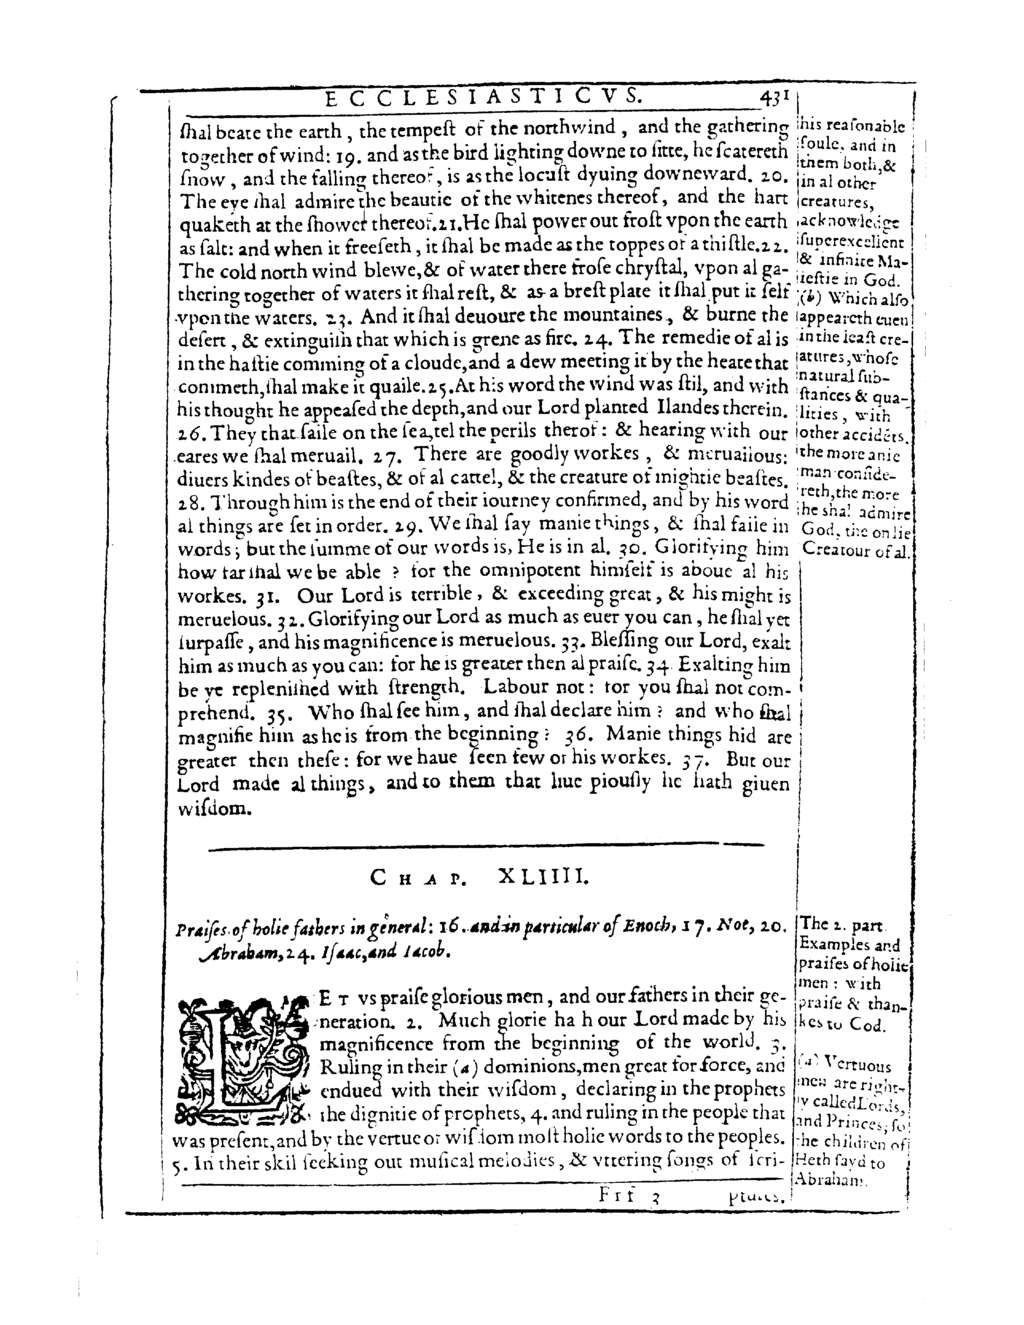 ECCLESIASTICVS. 431
ſhal beate the earth, the tempeſt of the northwind, and the gathering
together of wind: 19. and as the bird lighting downe to ſitte, he ſcatereth
ſnow, and the falling thereof, is as the locuſt dyuing downeward. 20.
The eye ſhal admire the beautie of the whitenes thereof, and the hart
quaketh at the ſhower thereof. 21. He ſhal power out froſt vpon the earth
as ſalt: and when it freeſeth, it ſhal be made as the toppes of a thiſtle. 22.
The cold north wind blewe, & of water there froſe chryſtal, vpon al ga-
thering together of waters it ſhal reſt, & as a breſt plate it ſhal put it ſelf
vpon the waters. 23. And it ſhal deuoure the mountaines, & burne the
deſert, & extinguiſh that which is grene as fire. 24. The remedie of al is
in the haſtie comming of a cloude, and a dew meeting it by the heate that
commeth, ſhal make it quaile. 25. At his word the wind was ſtil, and with
his thought he appeaſed the depth, and our Lord planted Ilandes therein.
26. They that ſaile on the ſea, tel the perils therof: & hearing with our
eares we ſhal meruail. 27. There are goodly workes, & meruailous:
diuers kindes of beaſtes, & of al cattel, & the creature of mightie beaſtes.
28. Through him is the end of their iourney confirmed, and by his word
al things are ſet in order. 29. We ſhal ſay manie things, & ſhal faile in
words; but the ſumme of our words is, He is in al. 30. Glorifying him
how far ſhal we be able ? for the omnipotent himſelf is aboue al his
workes. 31. Our Lord is terrible, & exceeding great, & his might is
meruelous. 32. Glorifying our Lord as much as euer you can, he ſhal yet
ſurpaſſe, and his magnificence is meruelous. 33. Bleſſing our Lord, exalt
him as much as you can: for he is greater then al praiſe. 34 Exalting him
be ye repleniſhed with ſtrength. Labour not: for you ſhal not com-
prehend. 35. Who ſhal ſee him, and ſhal declare him ? and who ſhal
magnifie him as he is from the beginning ? 36. Manie things hid are
greater then theſe: for we haue ſeen few of his workes. 37. But our
Lord made al things, and to them that liue piouſly he hath giuen
wiſdom.
his reaſonable
ſoule, and in
them both, &
in al other
creatures,
acknowledge
ſuperexcellent
& infinite Ma-
ieſtie in God.
(b) Which alſo
appeareth euen
in the leaſt cre-
atures, whoſe
natural ſub-
ſtances & qua-
lities, with
other accidẽts,
the more anie
man conſide-
reth, the more
he shal admire
God, the onlie
Creatour of al.
CHAP. XLIIII.
Praiſes of holie fathers in general: 16. and in particular of Enoch, 17. Noe, 20.
Abraham, 24. Iſaac, and Iacob.
LET vs praiſe glorious men, and our fathers in their ge-
neration. 2. Much glorie ha h our Lord made by his
magnificence from the beginning of the world. 3.
Ruling in their (a) dominions, men great for force, and
endued with their wiſdom, declaring in the prophets
the dignitie of prophets, 4. and ruling in the people that
was preſent, and by the vertue of wiſdom moſt holie words to the peoples.
5. In their skil ſeeking out muſical melodies, & vttering ſongs of ſcri-
The 2. part
Examples and
praiſes of holie
men: with
praiſe & than-
kes to God.
(a) Vertuous
men are right-
ly called Lords,
and Princes, ſo
the children of
Heth ſayd to
Abraham.
Fff 3 ptures.